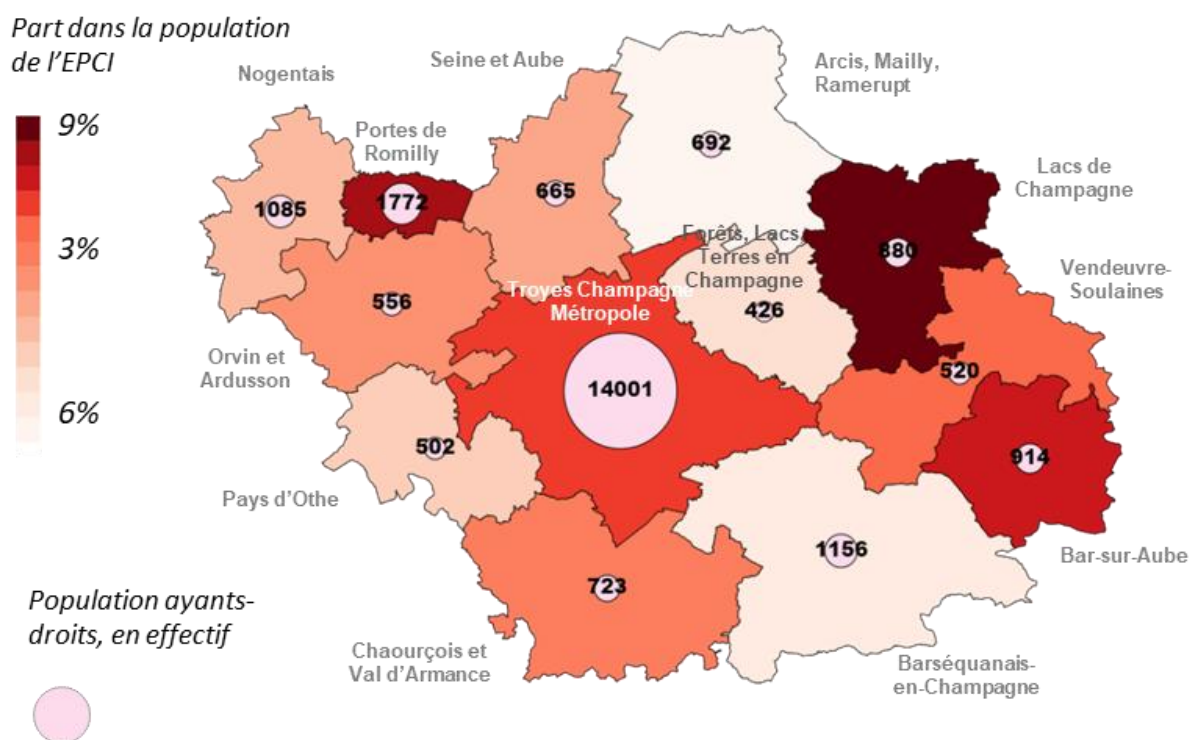 Part dans la population
de l'EPCI
9%
3%
6%
Nogentais
Seine et Aube
Arcis, Mailly,
Ramerupt
Portes de
Romilly
Lacs de
Champagne
692
665
1772
1085
880
Forêts, Lacs,
Terres en
Champagne
Vendeuvre-
Soulaines
Troyes Champagne
Métropole
556
426
Orvin et
Ardusson
520
14001
502
914
Pays d'Othe
1156
Bar-sur-Aube
723
Population ayants-
droits, en effectif
Chaourçois et
Val d'Armance
Barséquanais-
en-Champagne